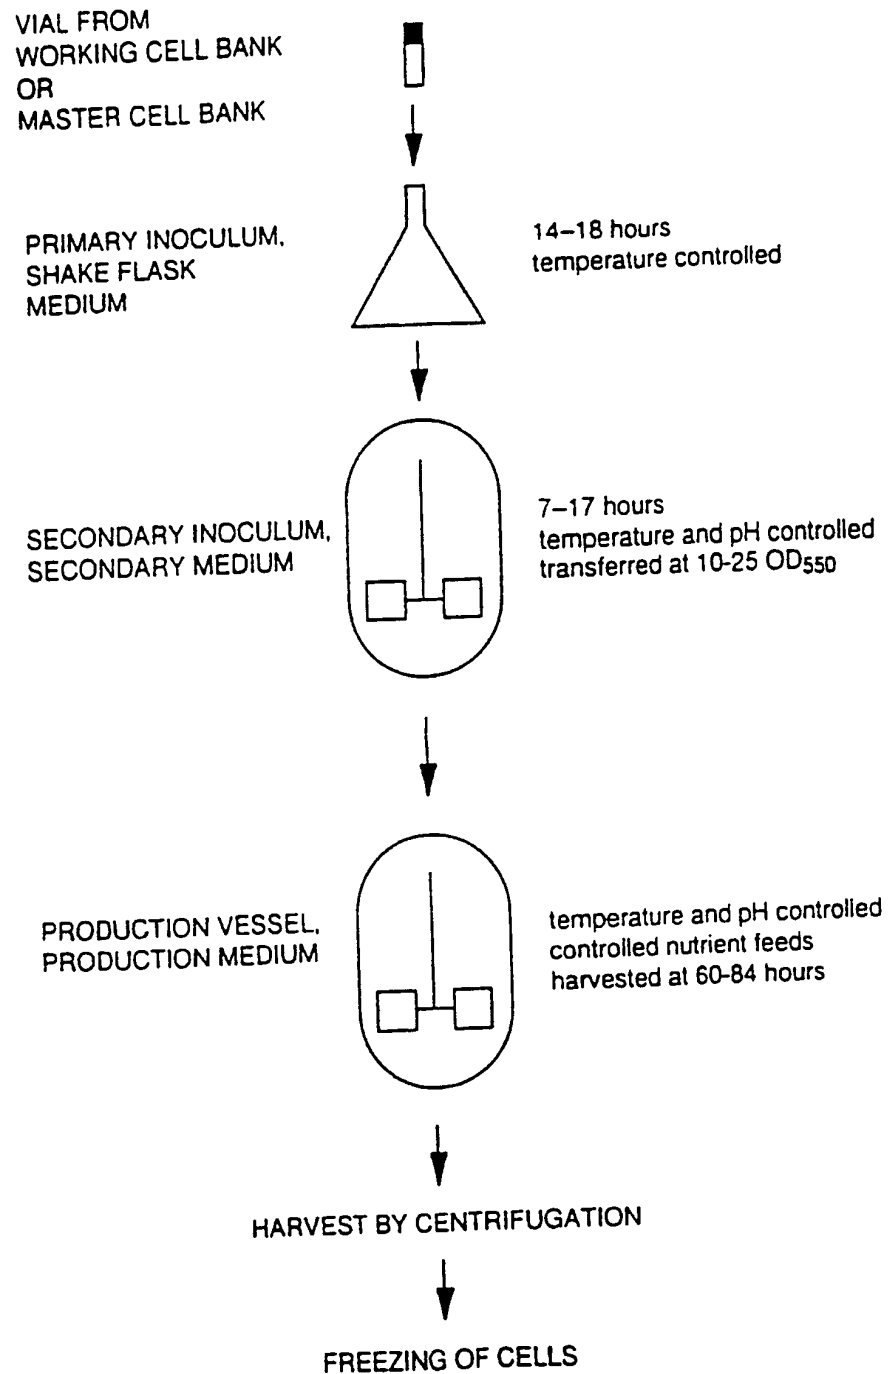 VIAL FROM
WORKING CELL BANK
OR
MASTER CELL BANK
PRIMARY INOCULUM,
SHAKE FLASK
MEDIUM
14–18 hours
temperature controlled
SECONDARY INOCULUM,
SECONDARY MEDIUM
7–17 hours
temperature and pH controlled
transferred at 10-25 OD550
PRODUCTION VESSEL,
PRODUCTION MEDIUM
temperature and pH controlled
controlled nutrient feeds
harvested at 60-84 hours
HARVEST BY CENTRIFUGATION
FREEZING OF CELLS